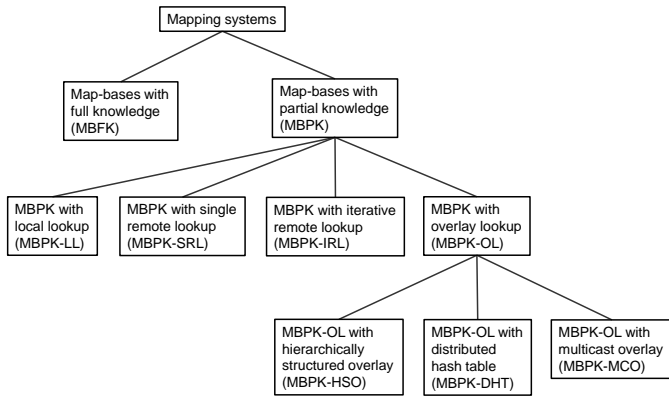 Mapping systems
Map-bases with
full knowledge
(MBFK)
Map-bases with
partial knowledge
(MBPK)
MBPK with
local lookup
(MBPK-LL)
MBPK with single
remote lookup
(MBPK-SRL)
MBPK with iterative
remote lookup
(MBPK-IRL)
MBPK with
overlay lookup
(MBPK-OL)
MBPK-OL with
hierarchically
structured overlay
(MBPK-HSO)
MBPK-OL with
distributed
hash table
(MBPK-DHT)
MBPK-OL with
multicast overlay
(MBPK-MCO)